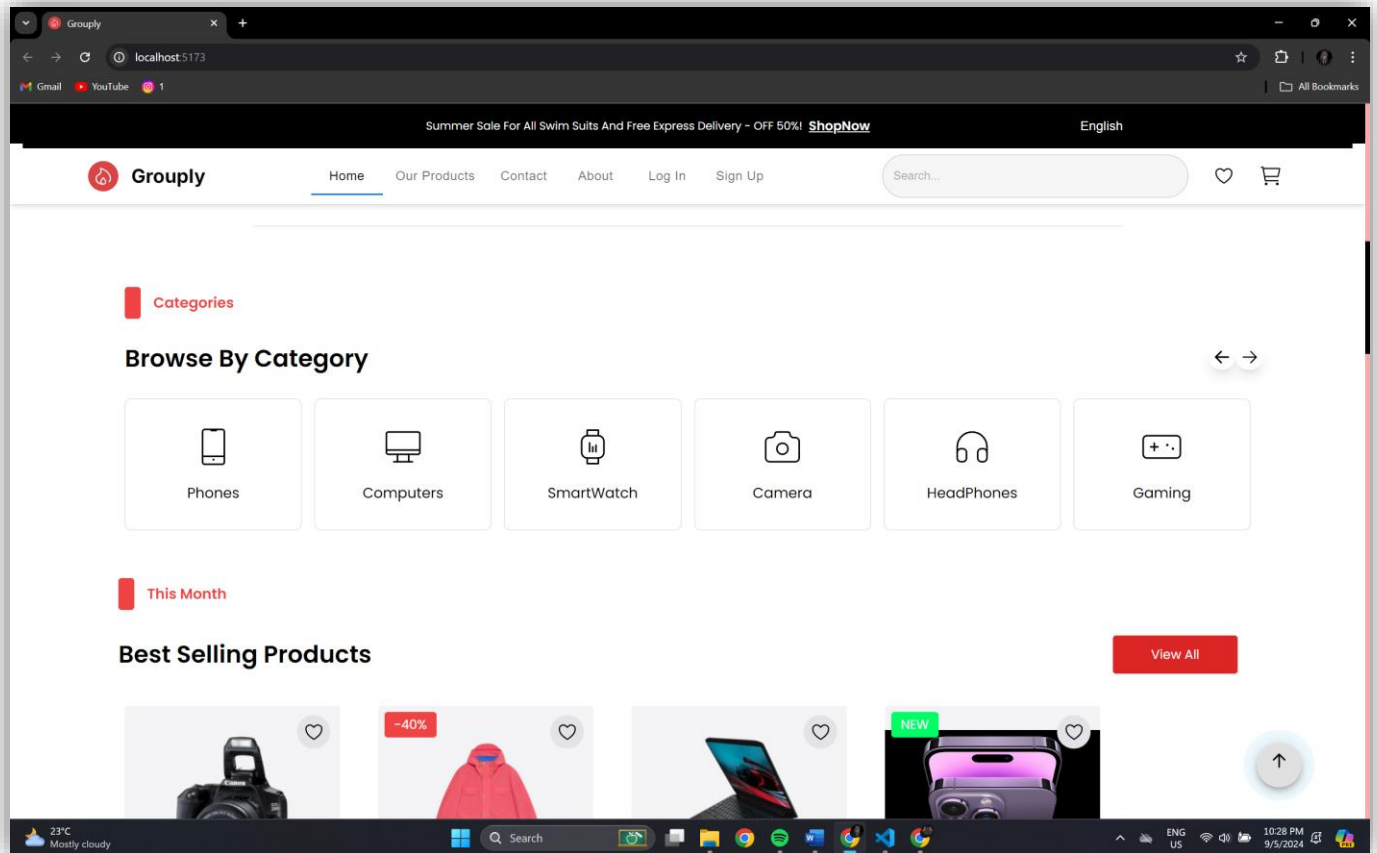 Grouply
localhost:5173
Gmail YouTube 1 All Bookmarks
Summer Sale For All Swim Suits And Free Express Delivery - OFF 50%! ShopNow English
Grouply Home Our Products Contact About Log In Sign Up Search...
Categories
Browse By Category
Phones Computers SmartWatch Camera HeadPhones Gaming
This Month
Best Selling Products View All
-40% NEW
Canon
23°C
Mostly cloudy
Search
ENG
US
10:28 PM
9/5/2024